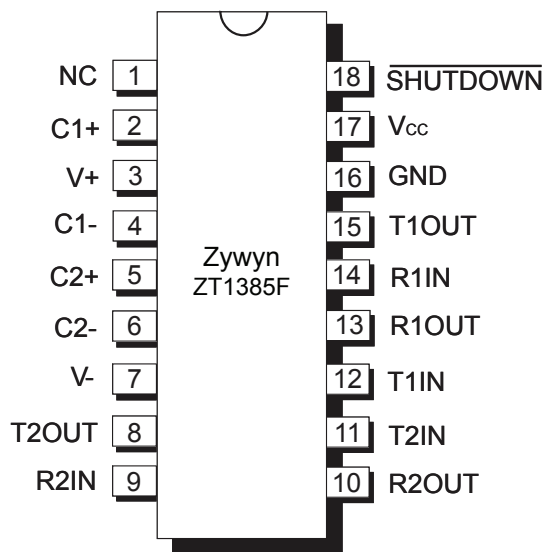 NC 1 18 S̅H̅U̅T̅D̅O̅W̅N̅
C1+ 2 17 Vcc
V+ 3 16 GND
C1- 4 15 T1OUT
C2+ 5 Zywyn 14 R1IN
ZT1385F
C2- 6 13 R1OUT
V- 7 12 T1IN
T2OUT 8 11 T2IN
R2IN 9 10 R2OUT